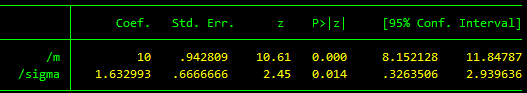 Coef. Std. Err. z P>|z| [95% Conf. Interval]
/m 10 .942809 10.61 0.000 8.152128 11.84787
/sigma 1.632993 .6666666 2.45 0.014 .3263506 2.939636